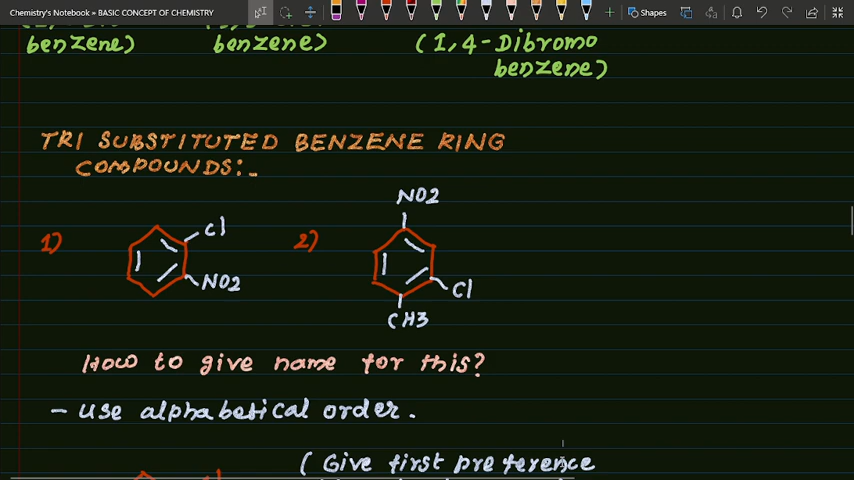 Chemistry's Notebook » BASIC CONCEPT OF CHEMISTRY
Shapes
benzene)
benzene)
(1,4-Dibromo
benzene)
TRI SUBSTITUTED BENZENE RING
COMPOUNDS:-
1)
Cl
NO2
2)
NO2
Cl
CH3
How to give name for this?
- Use alphabetical order.
( Give first preference